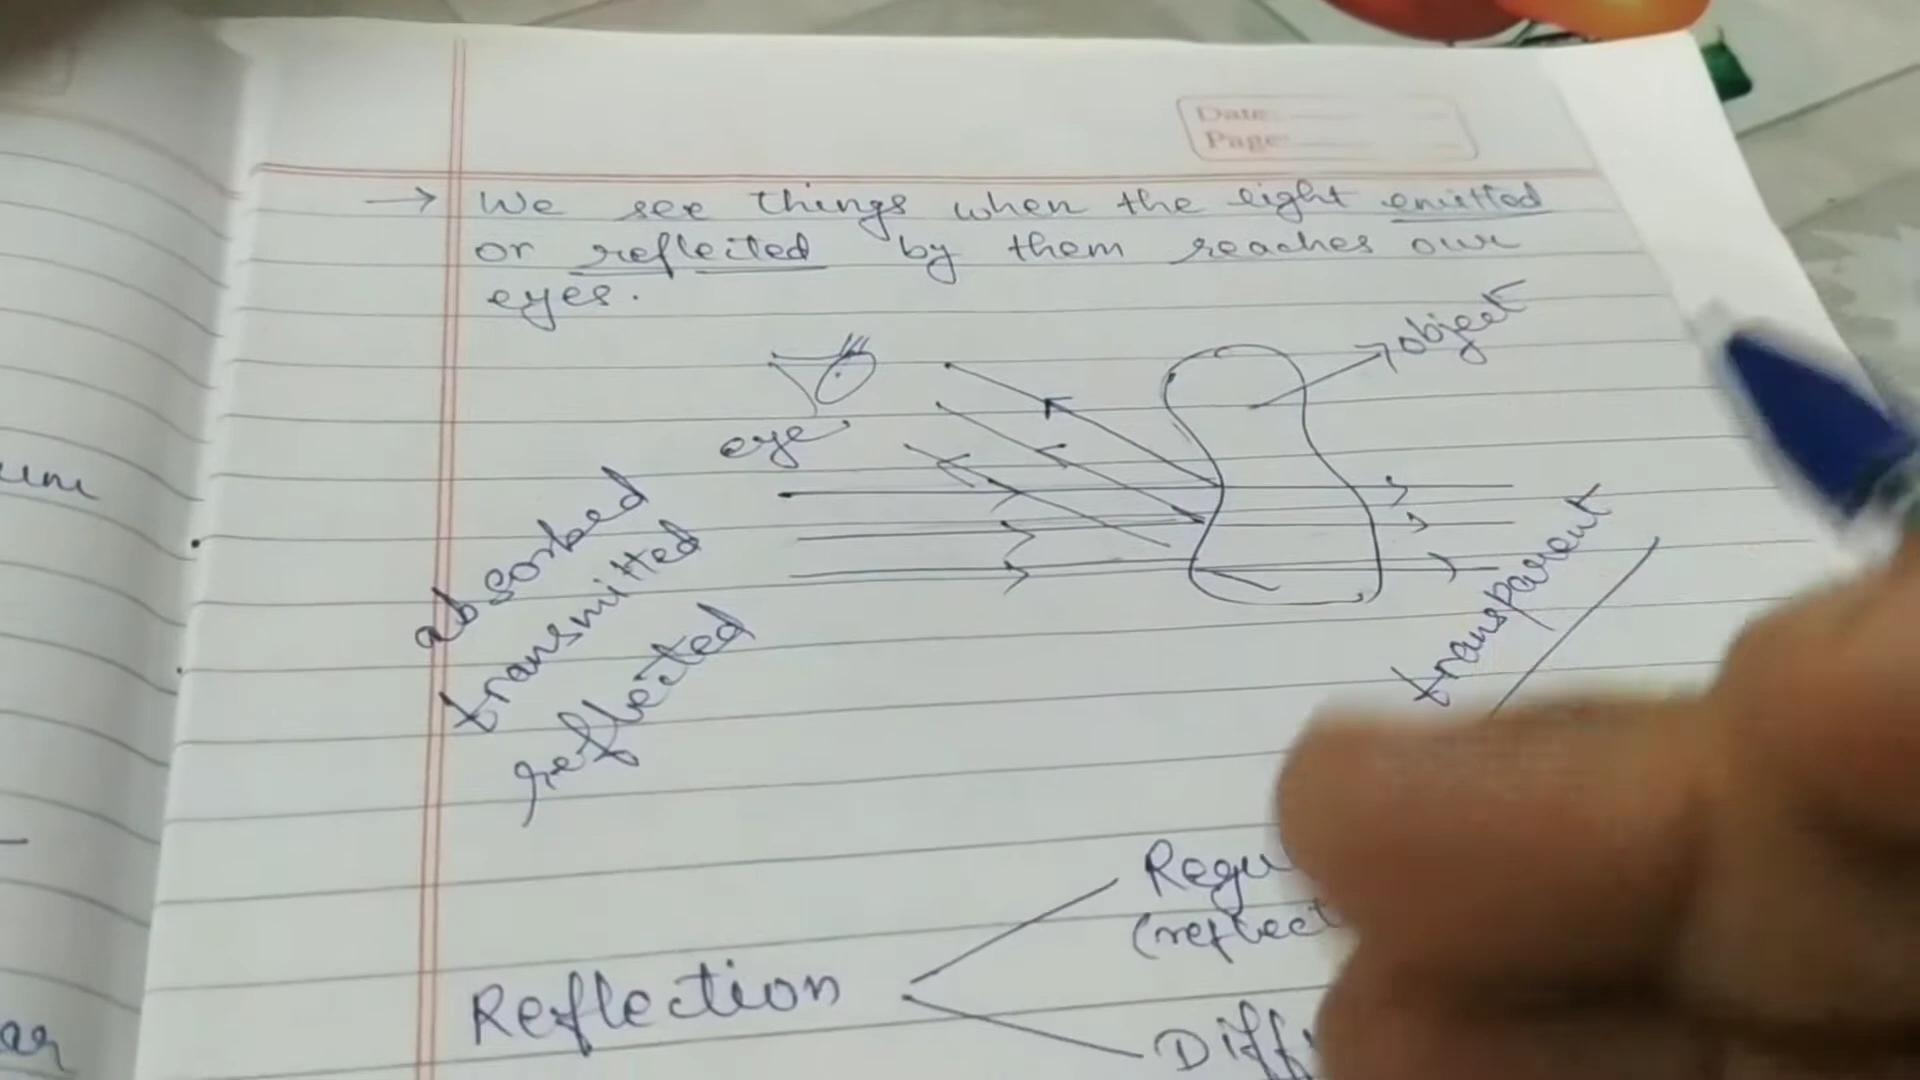 Date:
Page:
→ We see things when the light emitted
or reflected by them reaches our
eyes.
object
eye
absorbed
transmitted
reflected
transparent
Reflection
Regu
(reflect
Diff